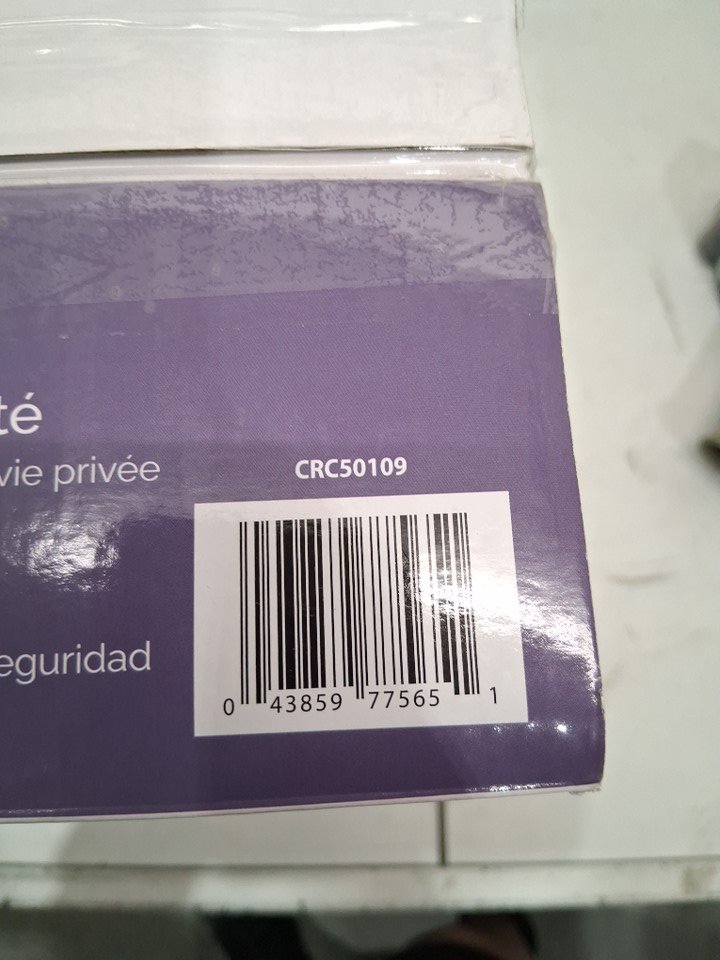 té
vie privée
CRC50109
eguridad
0 43859 77565 1